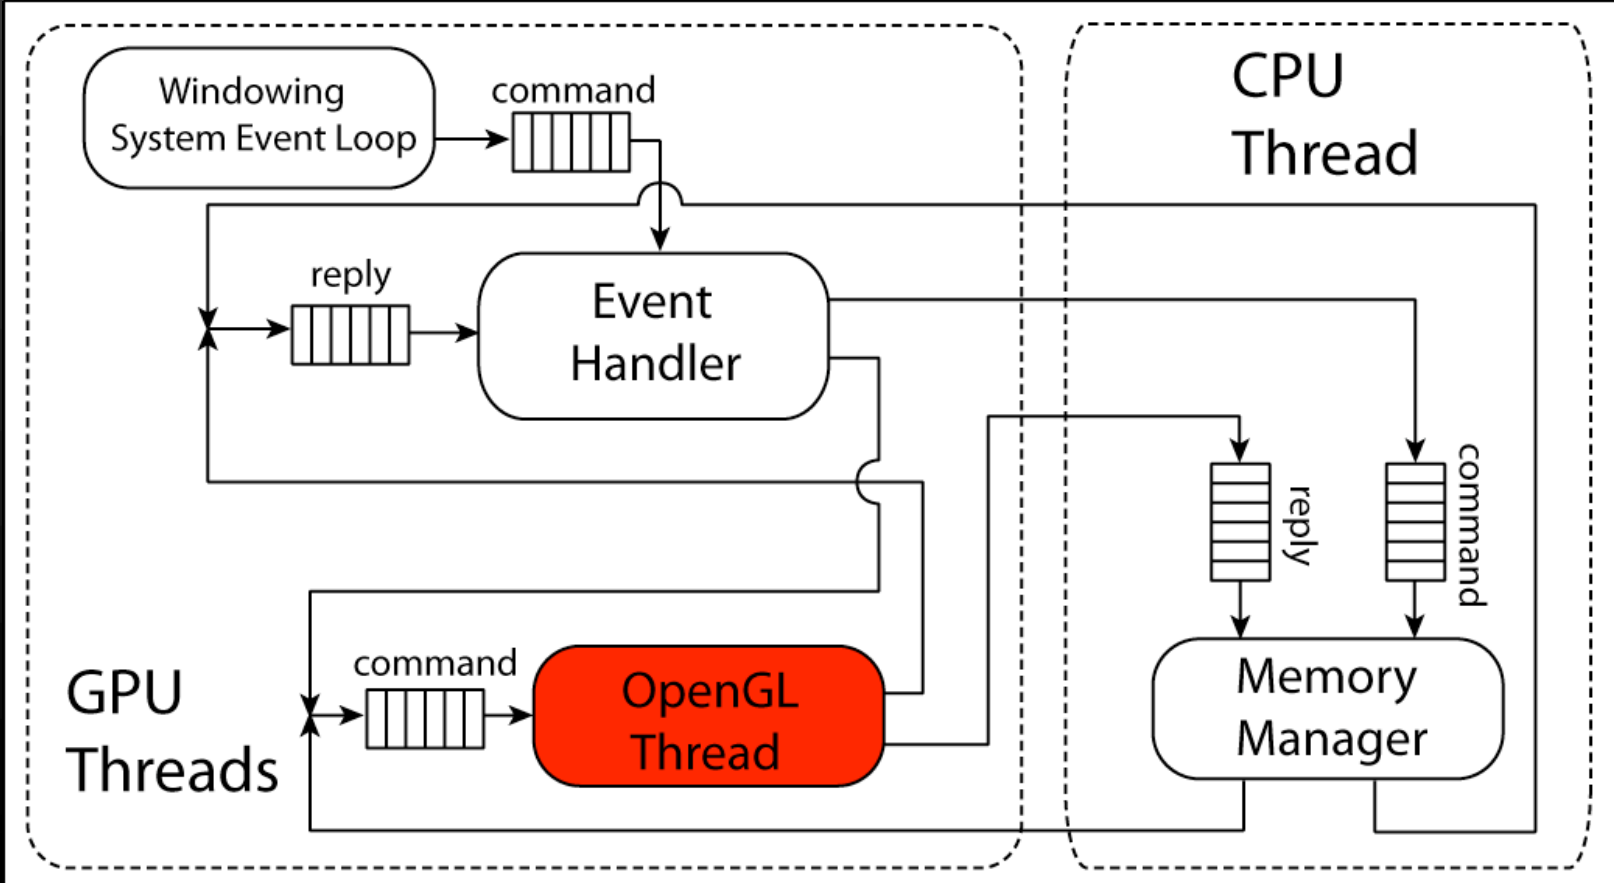 Windowing
System Event Loop
command
CPU
Thread
reply
Event
Handler
reply
command
GPU
Threads
command
OpenGL
Thread
Memory
Manager